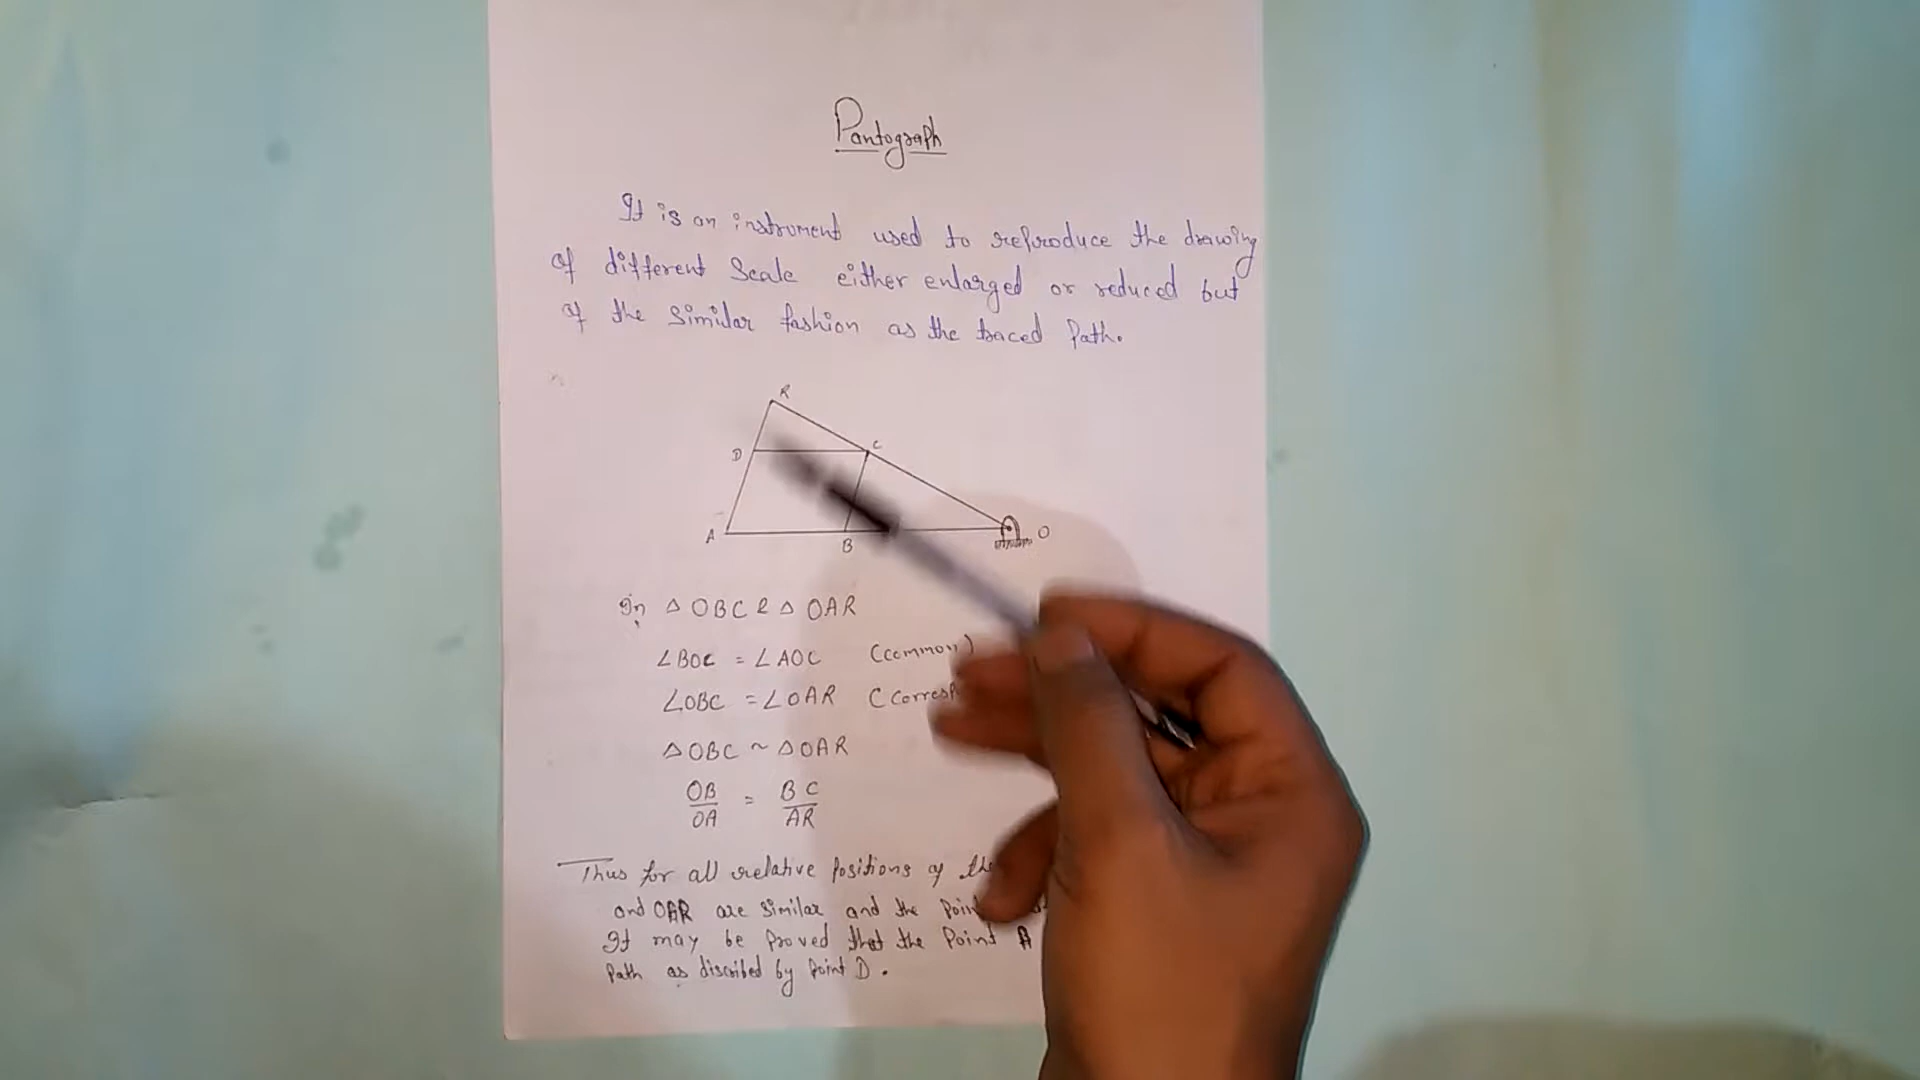 Pantograph
It is an instrument used to reproduce the drawing
of different Scale either enlarged or reduced but
of the Similar fashion as the traced Path.
R
D
C
A
B
O
In △ OBC & △ OAR
∠BOC = ∠AOC (common)
∠OBC = ∠OAR
△OBC ~ △OAR
OB/OA = BC/AR
Thus for all relative positions of the
and OAR are similar and the
It may be Proved that the Point
Path as discribed by Point D.